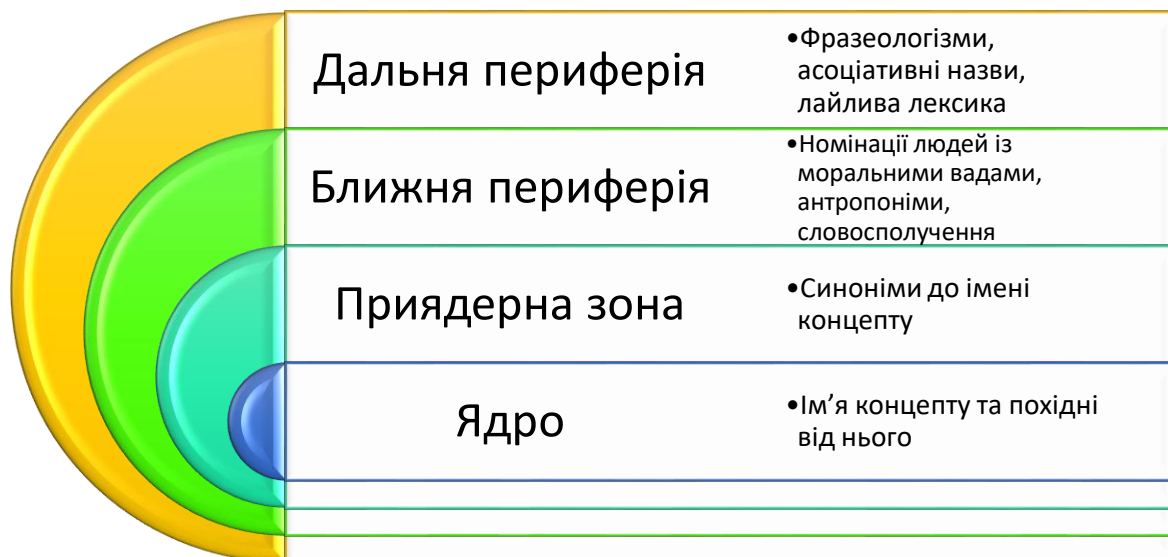 Дальня периферія
•Фразеологізми,
асоціативні назви,
лайлива лексика
Ближня периферія
•Номінації людей із
моральними вадами,
антропоніми,
словосполучення
Приядерна зона
•Синоніми до імені
концепту
Ядро
•Ім’я концепту та похідні
від нього